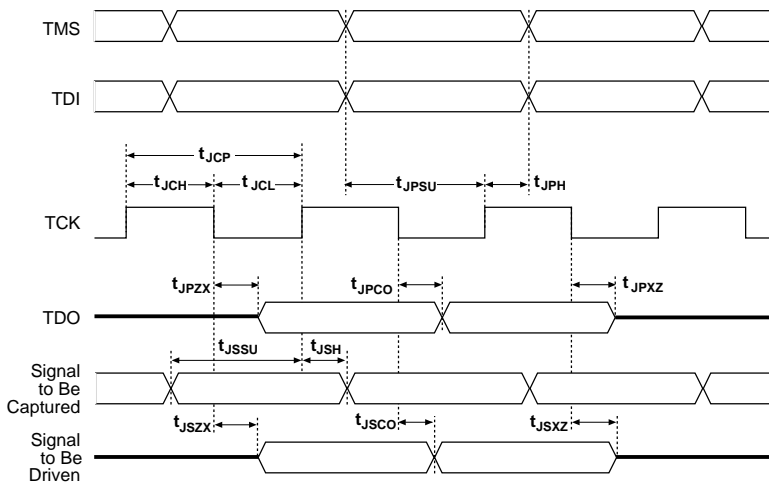 TMS
TDI
tJCP
tJCH
tJCL
tJPSU
tJPH
TCK
tJPZX
tJPCO
tJPXZ
TDO
tJSSU
tJSH
Signal
to Be
Captured
tJSZX
tJSCO
tJSXZ
Signal
to Be
Driven